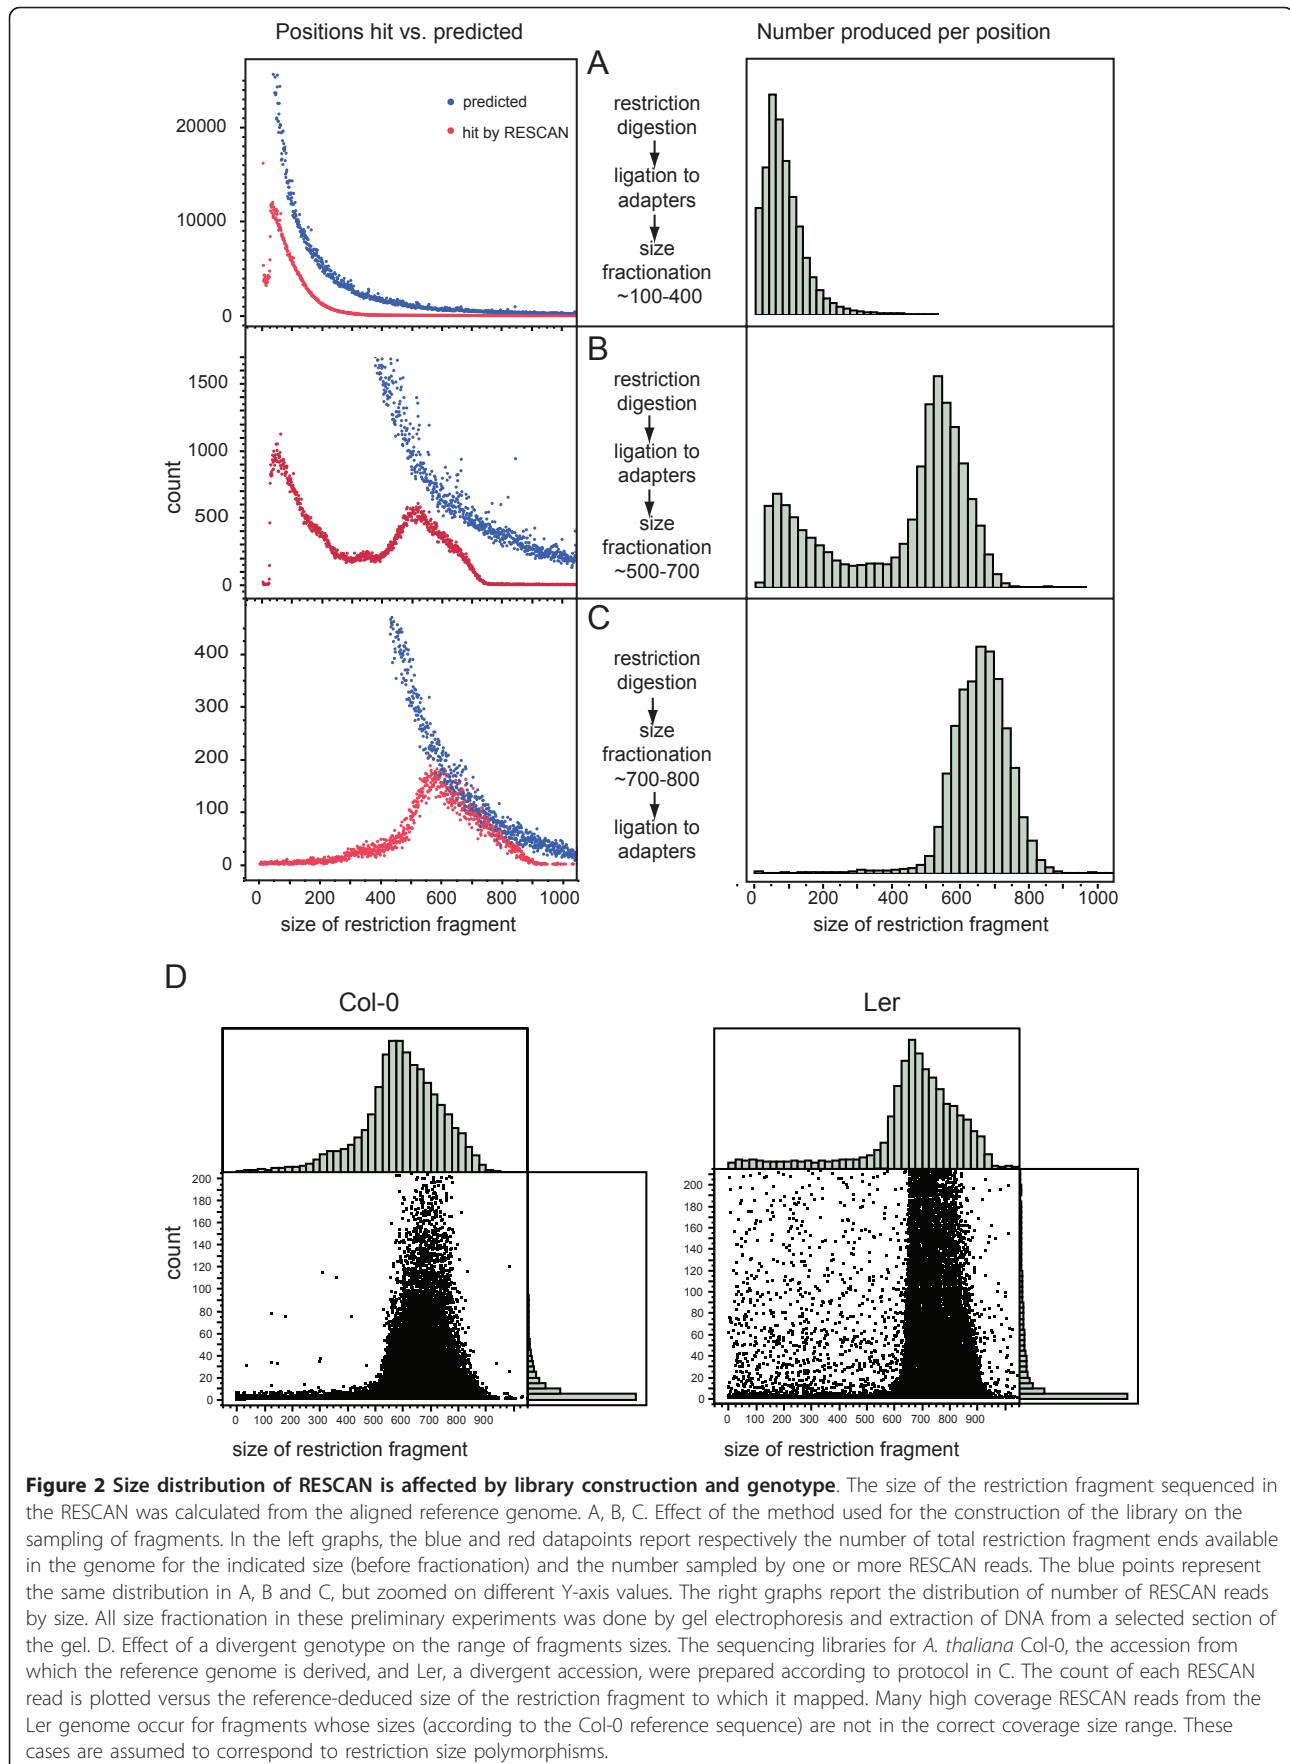 Positions hit vs. predicted
Number produced per position
A
20000
10000
0
predicted
hit by RESCAN
restriction
digestion
ligation to
adapters
size
fractionation
~100-400
B
count
1500
1000
500
0
restriction
digestion
ligation to
adapters
size
fractionation
~500-700
C
400
300
200
100
0
restriction
digestion
size
fractionation
~700-800
ligation to
adapters
0 200 400 600 800 1000
size of restriction fragment
0 200 400 600 800 1000
size of restriction fragment
D
Col-0
Ler
count
200
180
160
140
120
100
80
60
40
20
0
0 100 200 300 400 500 600 700 800 900
size of restriction fragment
200
180
160
140
120
100
80
60
40
20
0
0 100 200 300 400 500 600 700 800 900
size of restriction fragment
Figure 2 Size distribution of RESCAN is affected by library construction and genotype. The size of the restriction fragment sequenced in
the RESCAN was calculated from the aligned reference genome. A, B, C. Effect of the method used for the construction of the library on the
sampling of fragments. In the left graphs, the blue and red datapoints report respectively the number of total restriction fragment ends available
in the genome for the indicated size (before fractionation) and the number sampled by one or more RESCAN reads. The blue points represent
the same distribution in A, B and C, but zoomed on different Y-axis values. The right graphs report the distribution of number of RESCAN reads
by size. All size fractionation in these preliminary experiments was done by gel electrophoresis and extraction of DNA from a selected section of
the gel. D. Effect of a divergent genotype on the range of fragments sizes. The sequencing libraries for A. thaliana Col-0, the accession from
which the reference genome is derived, and Ler, a divergent accession, were prepared according to protocol in C. The count of each RESCAN
read is plotted versus the reference-deduced size of the restriction fragment to which it mapped. Many high coverage RESCAN reads from the
Ler genome occur for fragments whose sizes (according to the Col-0 reference sequence) are not in the correct coverage size range. These
cases are assumed to correspond to restriction size polymorphisms.